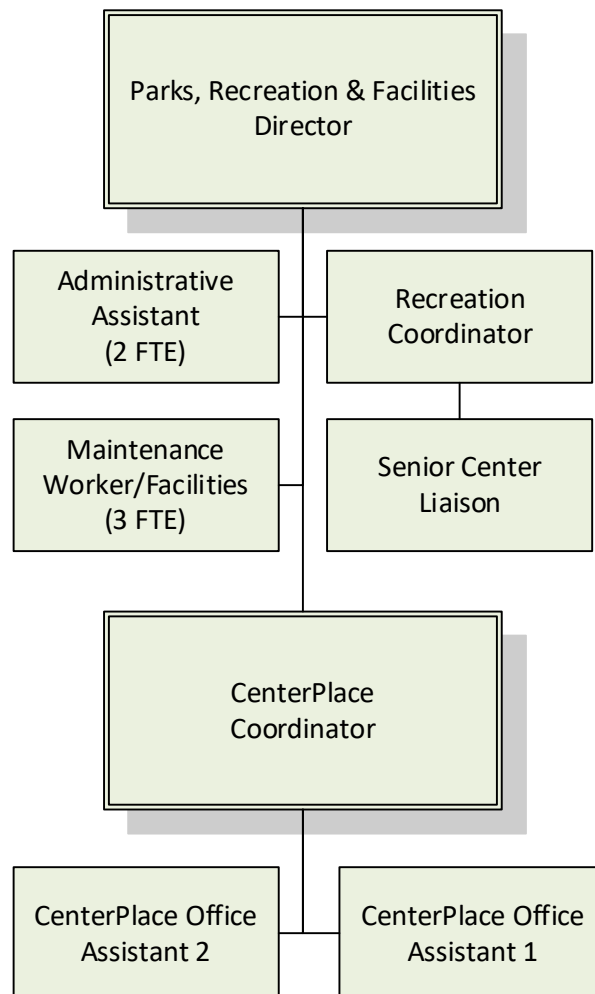 Parks, Recreation & Facilities
Director
Administrative
Assistant
(2 FTE)
Recreation
Coordinator
Maintenance
Worker/Facilities
(3 FTE)
Senior Center
Liaison
CenterPlace
Coordinator
CenterPlace Office
Assistant 2
CenterPlace Office
Assistant 1